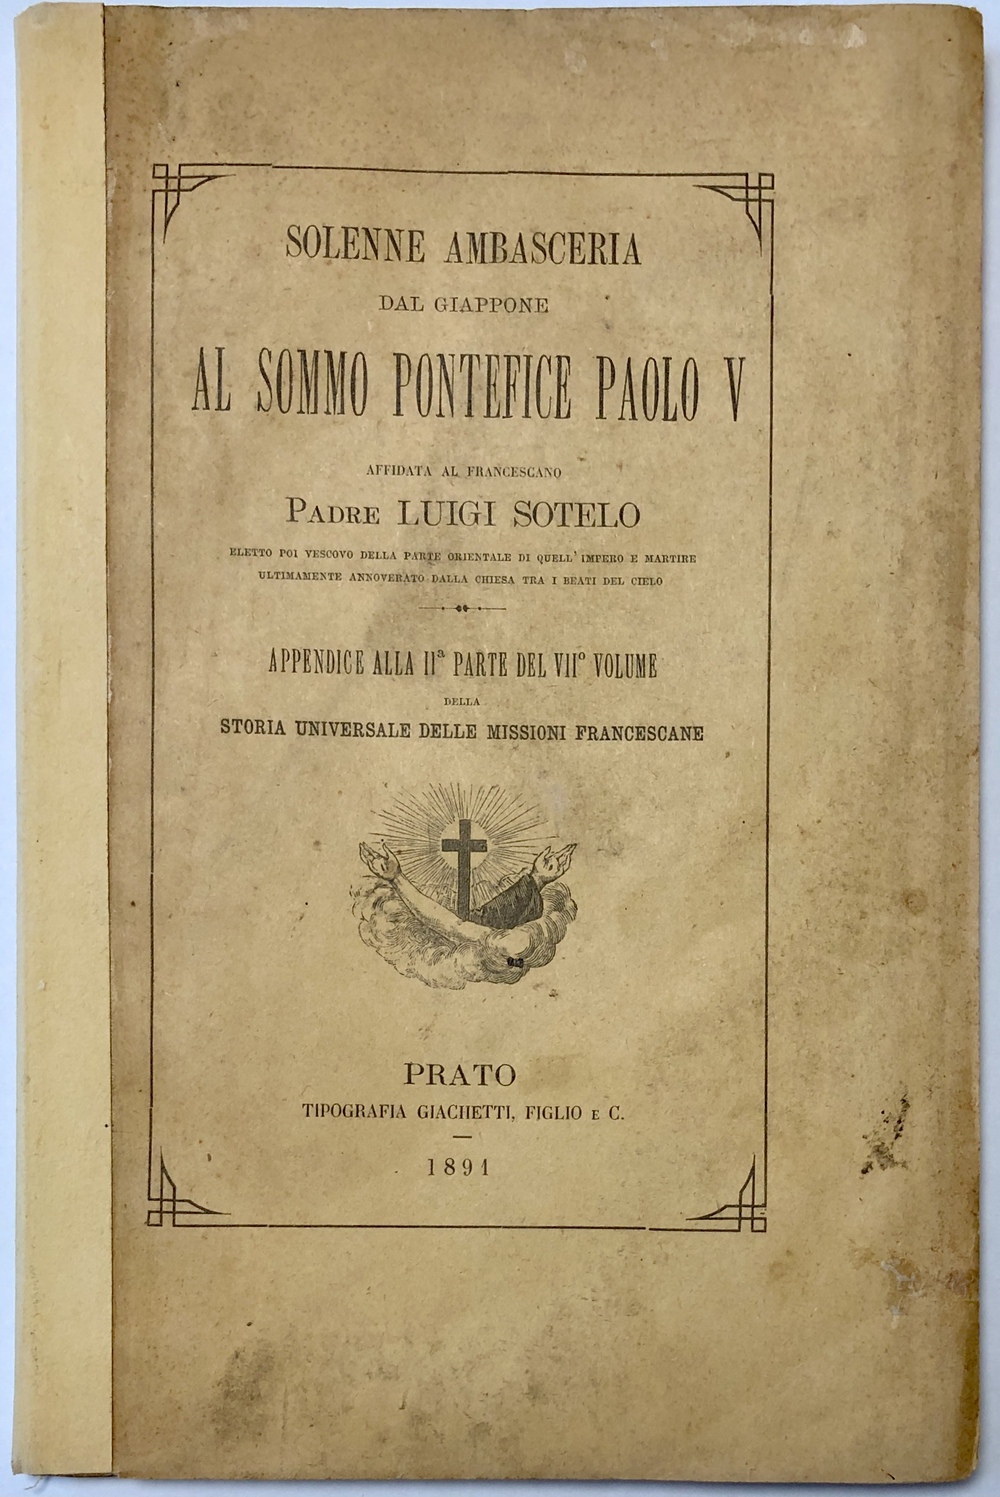 SOLENNE AMBASCERIA
DAL GIAPPONE
AL SOMMO PONTEFICE PAOLO V
AFFIDATA AL FRANCESCANO
PADRE LUIGI SOTELO
ELETTO POI VESCOVO DELLA PARTE ORIENTALE DI QUELL' IMPERO E MARTIRE
ULTIMAMENTE ANNOVERATO DALLA CHIESA TRA I BEATI DEL CIELO
APPENDICE ALLA IIª PARTE DEL VIIº VOLUME
DELLA
STORIA UNIVERSALE DELLE MISSIONI FRANCESCANE
PRATO
TIPOGRAFIA GIACHETTI, FIGLIO E C.
1891